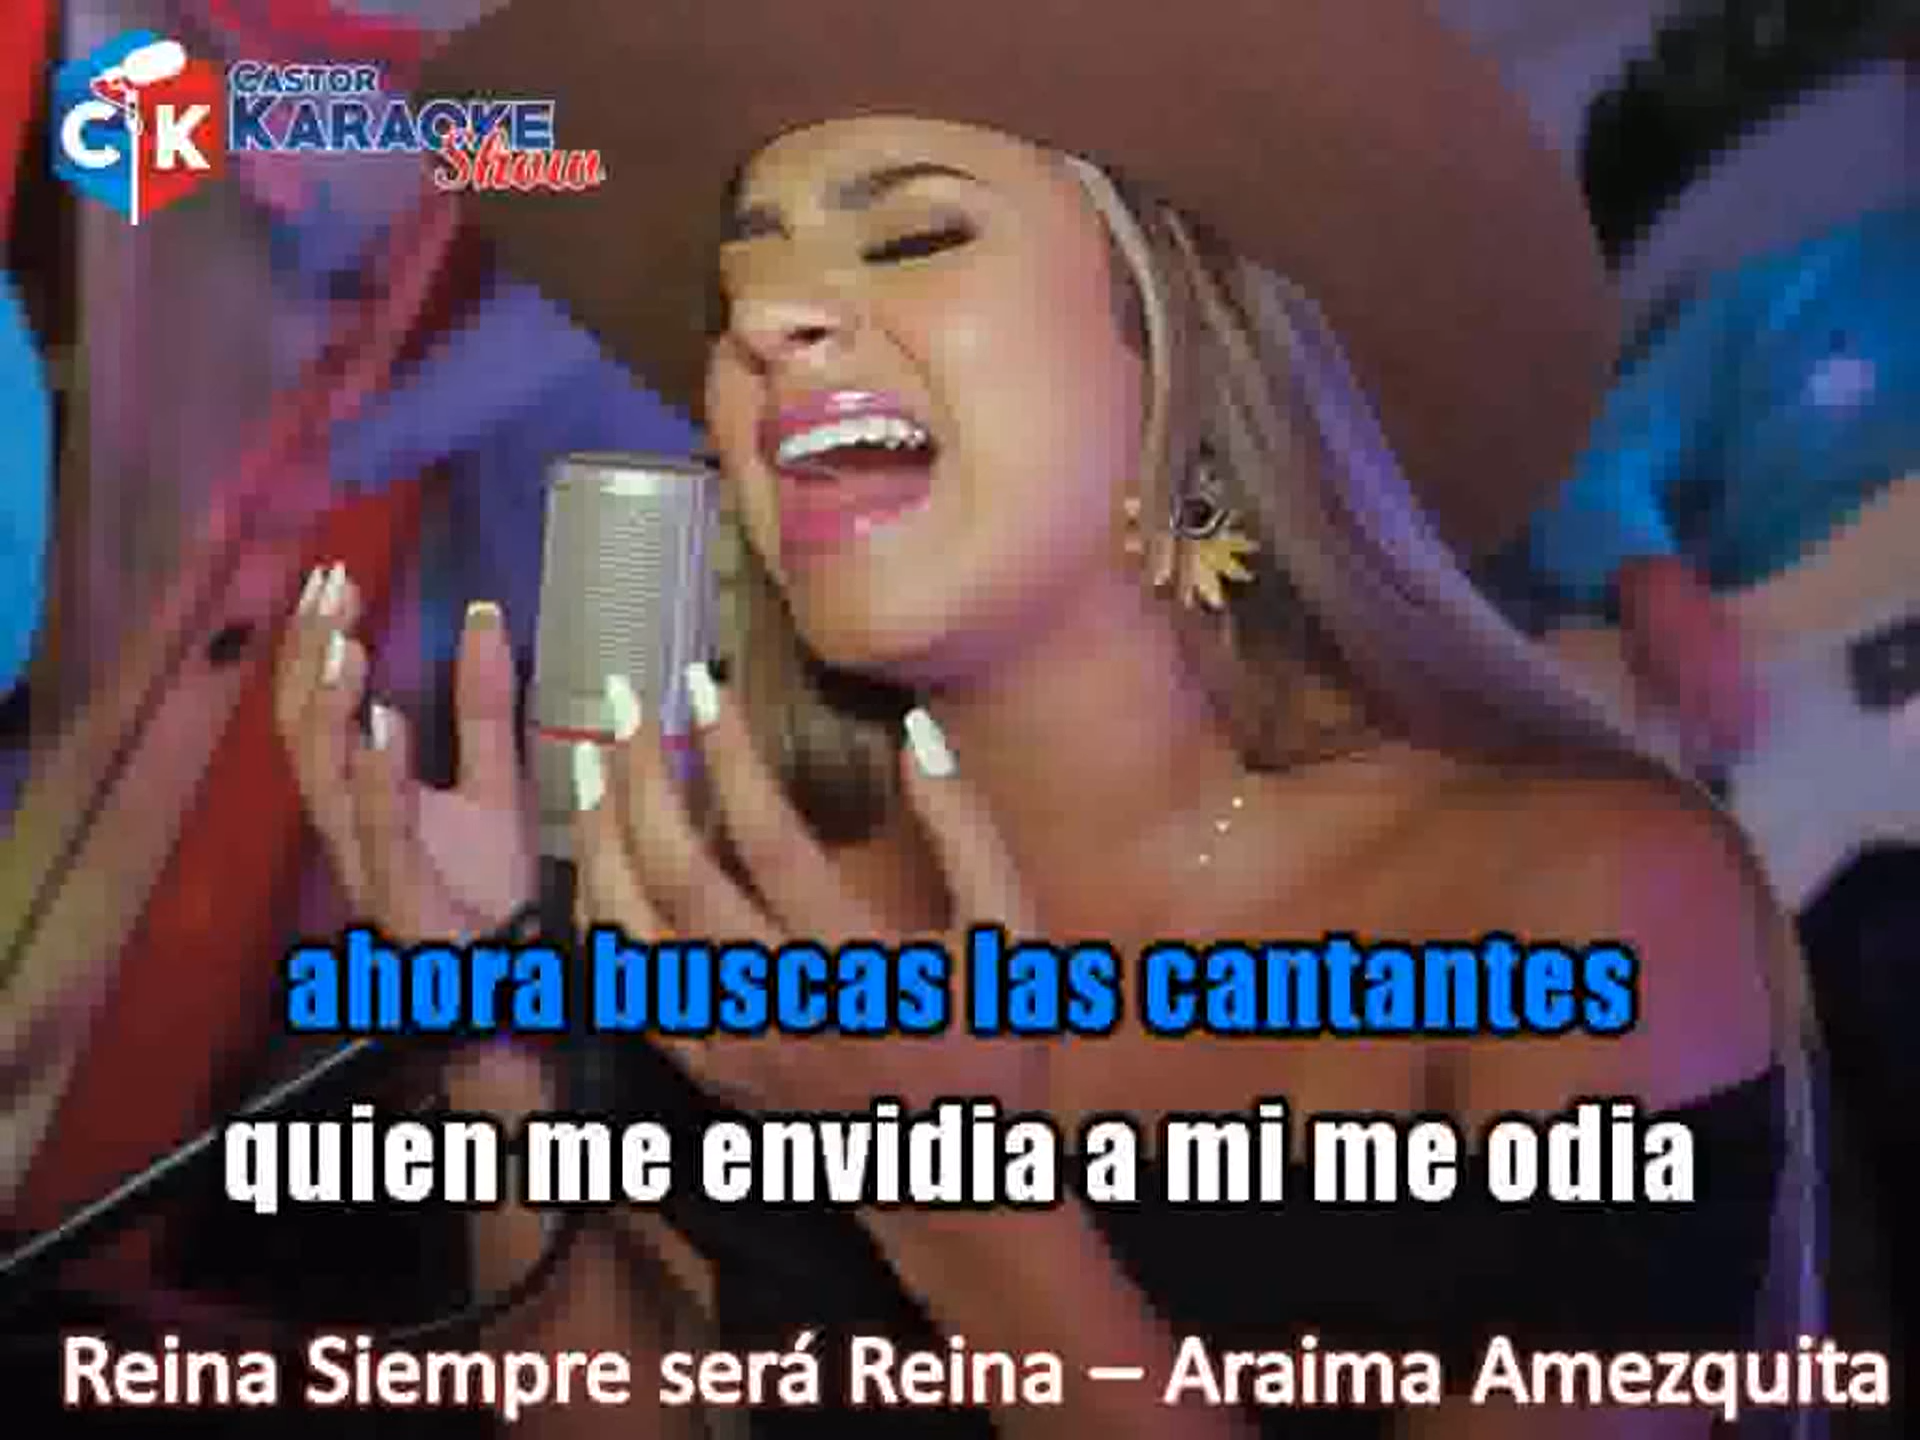 CK
CASTOR
KARAOKE
Show
ahora buscas las cantantes
quien me envidia a mi me odia
Reina Siempre será Reina – Araima Amezquita